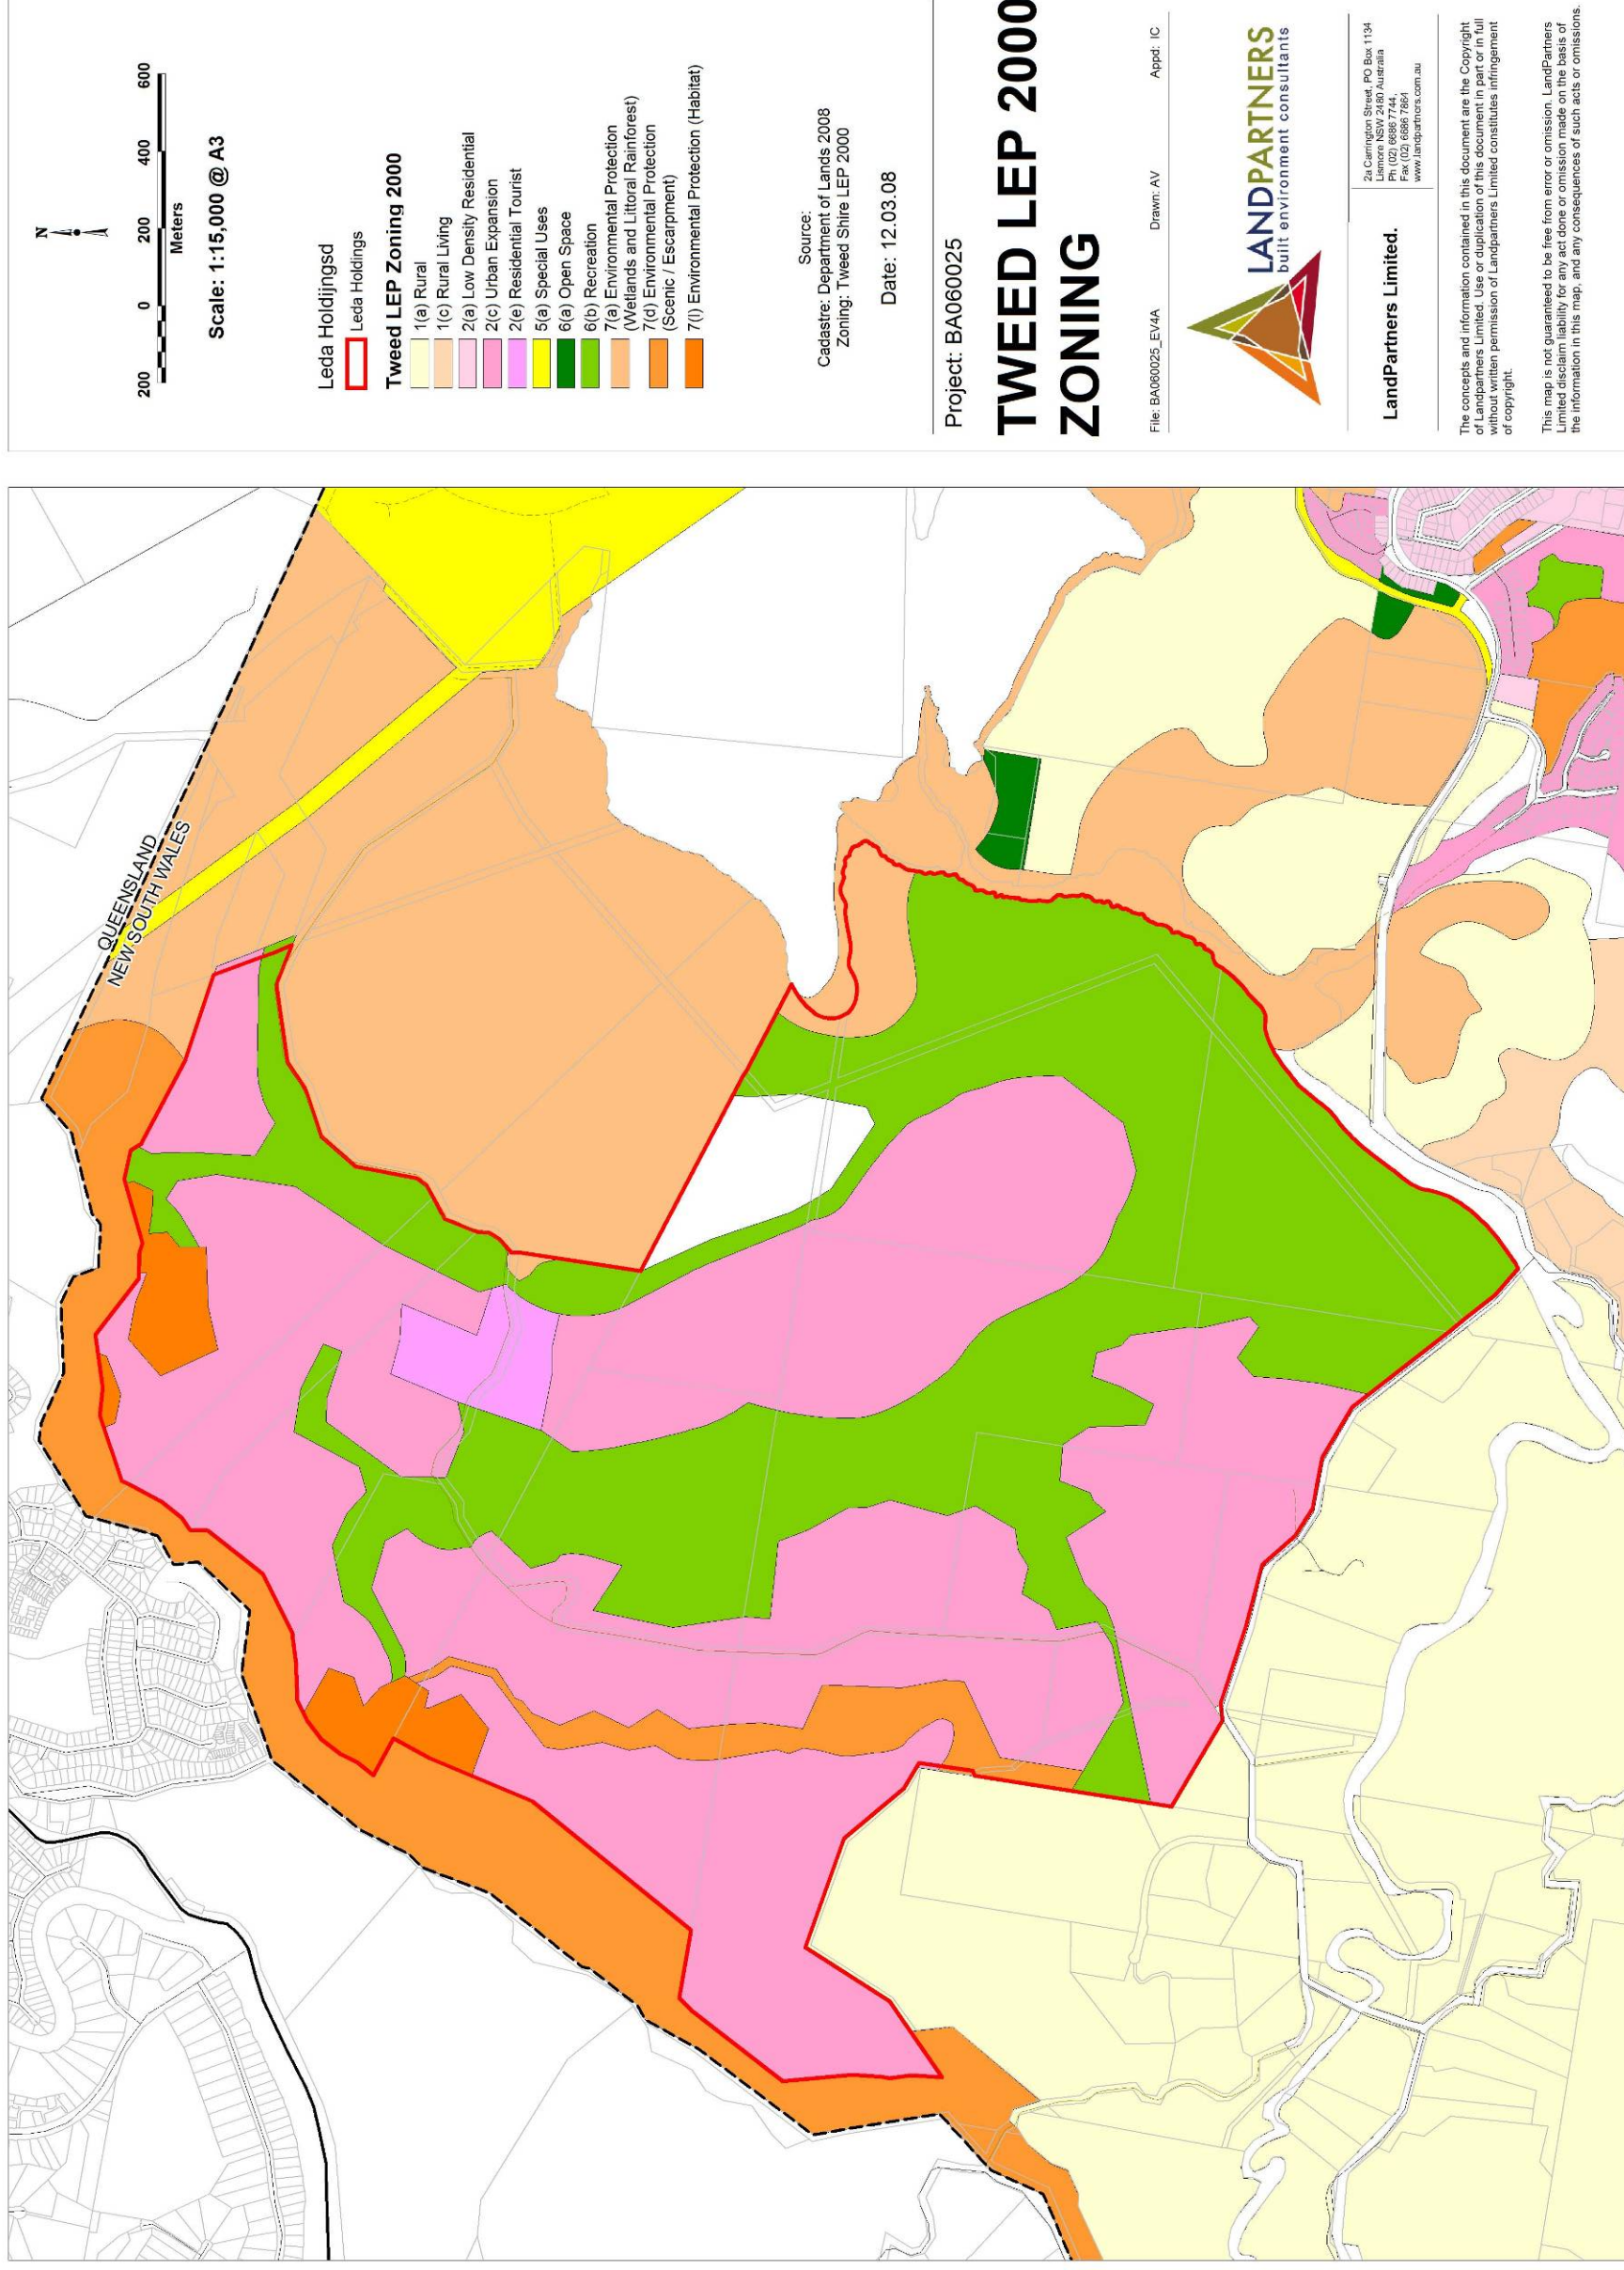 QUEENSLAND
NEW SOUTH WALES
N
200 0 200 400 600
Meters
Scale: 1:15,000 @ A3
Leda Holdijngsd
Leda Holdings
Tweed LEP Zoning 2000
1(a) Rural
1(c) Rural Living
2(a) Low Density Residential
2(c) Urban Expansion
2(e) Residential Tourist
5(a) Special Uses
6(a) Open Space
6(b) Recreation
7(a) Environmental Protection
(Wetlands and Littoral Rainforest)
7(d) Environmental Protection
(Scenic / Escarpment)
7(l) Environmental Protection (Habitat)
Source:
Cadastre: Department of Lands 2008
Zoning: Tweed Shire LEP 2000
Date: 12.03.08
Project: BA060025
TWEED LEP 2000
ZONING
File: BA060025_EV4A Drawn: AV Appd: IC
LANDPARTNERS
built environment consultants
LandPartners Limited.
2a Carrington Street, PO Box 1134
Lismore NSW 2480 Australia
Ph (02) 6686 7744,
Fax (02) 6686 7864
www.landpartners.com.au
The concepts and information contained in this document are the Copyright
of Landpartners Limited. Use or duplication of this document in part or in full
without written permission of Landpartners Limited constitutes infringement
of copyright.
This map is not guaranteed to be free from error or omission. LandPartners
Limited disclaim liability for any act done or omission made on the basis of
the information in this map, and any consequences of such acts or omissions.